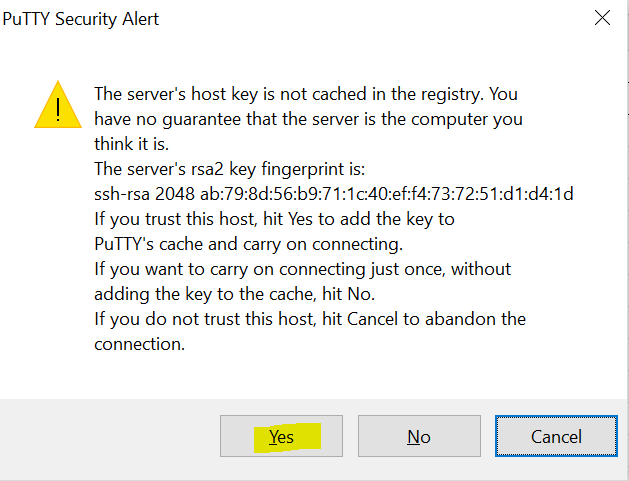 PuTTY Security Alert
The server's host key is not cached in the registry. You
have no guarantee that the server is the computer you
think it is.
The server's rsa2 key fingerprint is:
ssh-rsa 2048 ab:79:8d:56:b9:71:1c:40:ef:f4:73:72:51:d1:d4:1d
If you trust this host, hit Yes to add the key to
PuTTY's cache and carry on connecting.
If you want to carry on connecting just once, without
adding the key to the cache, hit No.
If you do not trust this host, hit Cancel to abandon the
connection.
Yes No Cancel